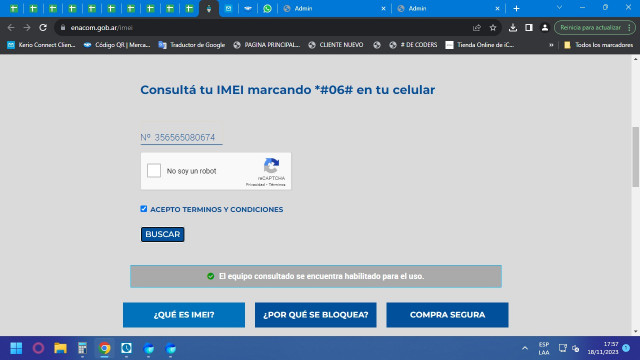 Admin
Admin
enacom.gob.ar/imei
Reinicia para actualizar
Kerio Connect Clien...
Código QR | Mercad...
Traductor de Google
PAGINA PRINCIPAL...
CLIENTE NUEVO
# DE CODERS
Tienda Online de iC...
»
Todos los marcadores
Consultá tu IMEI marcando *#06# en tu celular
Nº 356565080674
No soy un robot
reCAPTCHA
Privacidad - Términos
ACEPTO TERMINOS Y CONDICIONES
BUSCAR
El equipo consultado se encuentra habilitado para el uso.
¿QUÉ ES IMEI?
¿POR QUÉ SE BLOQUEA?
COMPRA SEGURA
ESP
LAA
17:57
18/11/2023